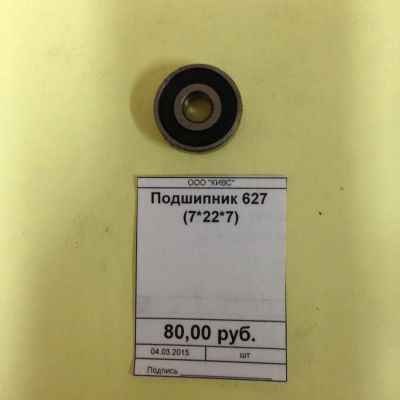 ООО "КИВС"
Подшипник 627
(7*22*7)
80,00 руб.
04.03.2015 шт
Подпись